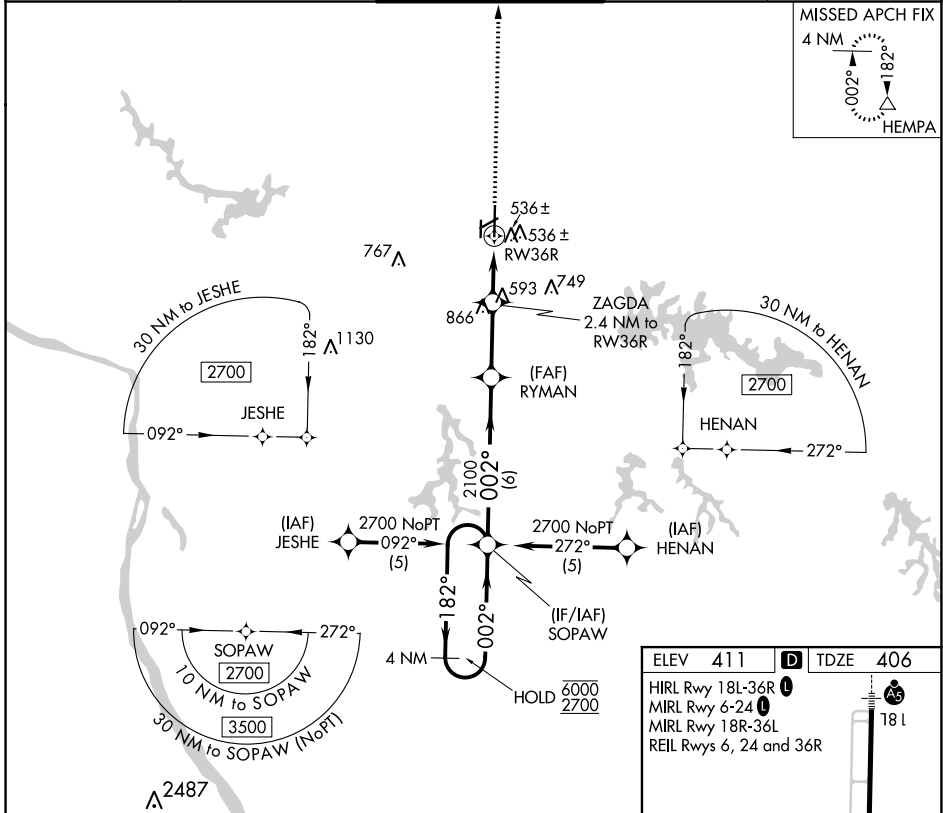 MISSED APCH FIX
4 NM
002°
182°
HEMPA
536 ±
536 ±
RW36R
767
593
749
866
ZAGDA
2.4 NM to
RW36R
30 NM to JESHE
182°
1130
2700
JESHE
092°
(FAF)
RYMAN
30 NM to HENAN
182°
2700
HENAN
272°
2100
002°
(6)
(IAF)
JESHE
2700 NoPT
092°
(5)
2700 NoPT
272°
(5)
(IAF)
HENAN
182°
002°
(IF/IAF)
SOPAW
4 NM
HOLD 6000
2700
092°
272°
SOPAW
2700
10 NM to SOPAW
3500
30 NM to SOPAW (NoPT)
2487
ELEV 411 D TDZE 406
HIRL Rwy 18L-36R L
MIRL Rwy 6-24 L
MIRL Rwy 18R-36L
REIL Rwys 6, 24 and 36R
A5
18L